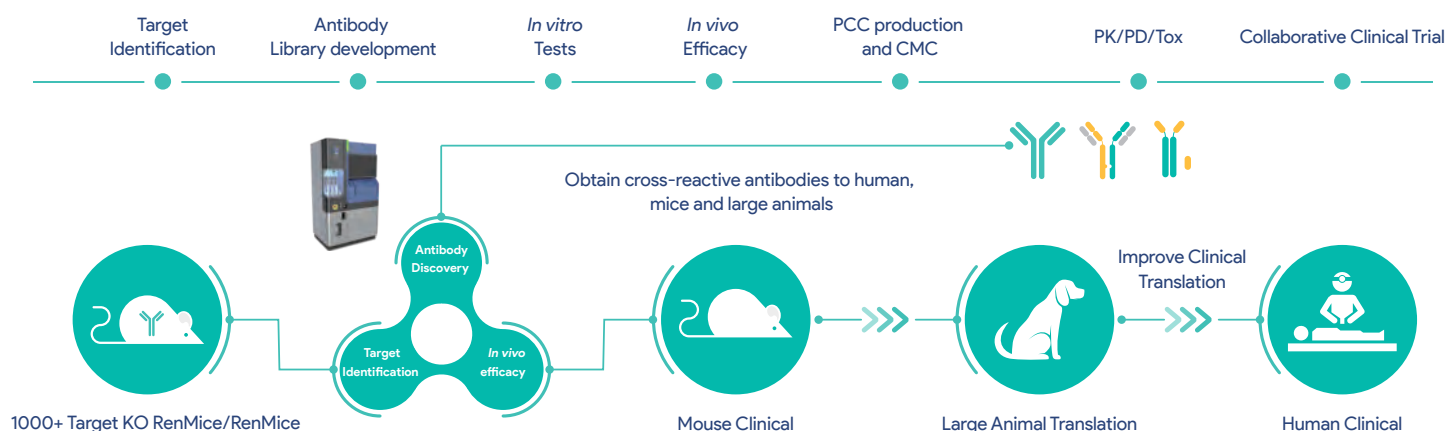 Target
Identification
Antibody
Library development
In vitro
Tests
In vivo
Efficacy
PCC production
and CMC
PK/PD/Tox
Collaborative Clinical Trial
Obtain cross-reactive antibodies to human,
mice and large animals
Antibody
Discovery
Target
Identification
In vivo
efficacy
Improve Clinical
Translation
1000+ Target KO RenMice/RenMice
Mouse Clinical
Large Animal Translation
Human Clinical